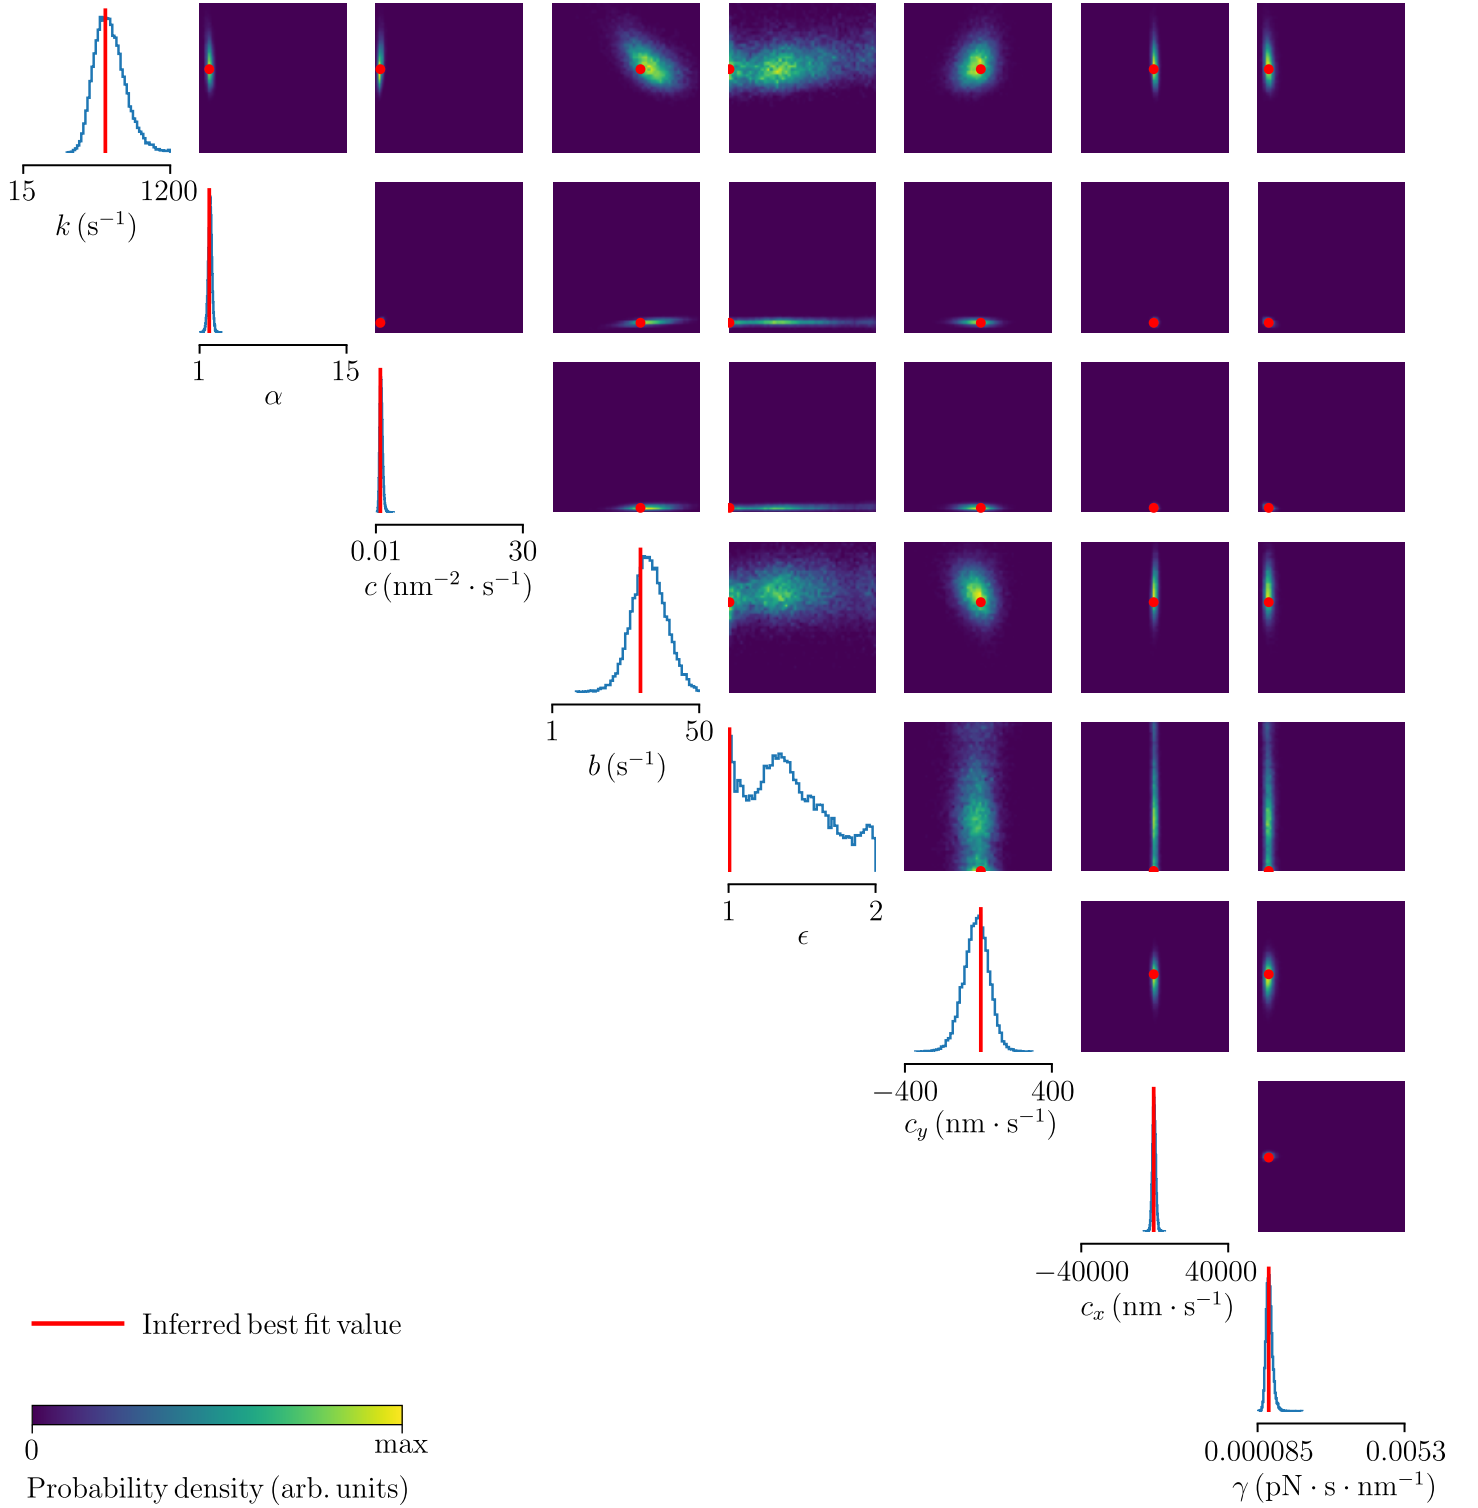 15 1200
k (s⁻¹)
1 15
α
0.01 30
c (nm⁻² · s⁻¹)
1 50
b (s⁻¹)
1 2
ϵ
−400 400
c_y (nm · s⁻¹)
−40000 40000
c_x (nm · s⁻¹)
Inferred best fit value
0 max
Probability density (arb. units)
0.000085 0.0053
γ (pN · s · nm⁻¹)